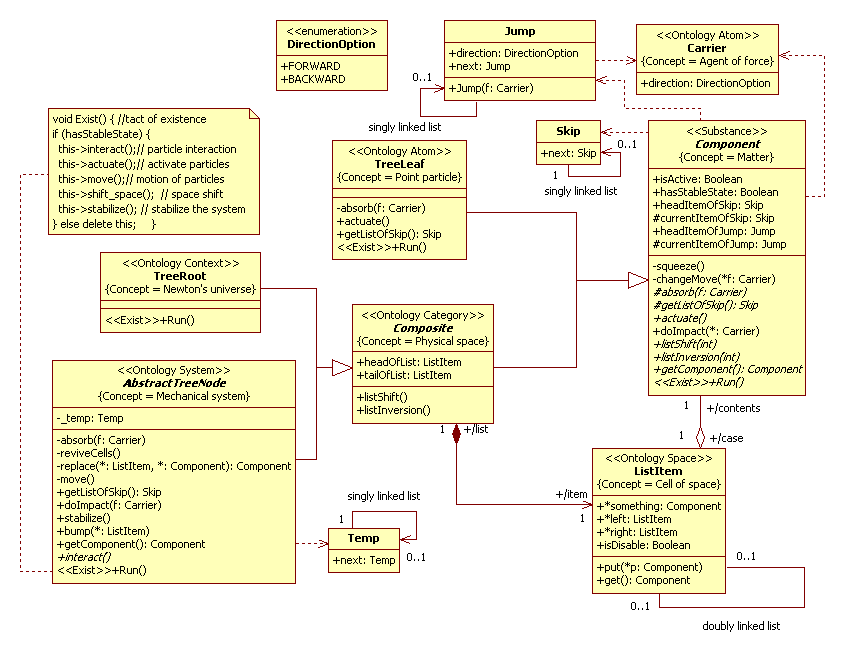 <<enumeration>>
DirectionOption
+FORWARD
+BACKWARD
Jump
+direction: DirectionOption
+next: Jump
+Jump(f: Carrier)
0..1
singly linked list
<<Ontology Atom>>
Carrier
{Concept = Agent of force}
+direction: DirectionOption
void Exist() { //tact of existence
if (hasStableState) {
this->interact();// particle interaction
this->actuate();// activate particles
this->move();// motion of particles
this->shift_space(); // space shift
this->stabilize(); // stabilize the system
} else delete this; }
<<Ontology Atom>>
TreeLeaf
{Concept = Point particle}
-absorb(f: Carrier)
+actuate()
+getListOfSkip(): Skip
<<Exist>>+Run()
Skip
+next: Skip
0..1
1
singly linked list
<<Substance>>
Component
{Concept = Matter}
+isActive: Boolean
+hasStableState: Boolean
+headItemOfSkip: Skip
#currentItemOfSkip: Skip
+headItemOfJump: Jump
#currentItemOfJump: Jump
-squeeze()
-changeMove(*f: Carrier)
#absorb(f: Carrier)
#getListOfSkip(): Skip
+actuate()
+doImpact(*: Carrier)
+listShift(int)
+listInversion(int)
+getComponent(): Component
<<Exist>>+Run()
<<Ontology Context>>
TreeRoot
{Concept = Newton's universe}
<<Exist>>+Run()
<<Ontology Category>>
Composite
{Concept = Physical space}
+headOfList: ListItem
+tailOfList: ListItem
+listShift()
+listInversion()
<<Ontology System>>
AbstractTreeNode
{Concept = Mechanical system}
-_temp: Temp
-absorb(f: Carrier)
-reviveCells()
-replace(*: ListItem, *: Component): Component
-move()
+getListOfSkip(): Skip
+doImpact(f: Carrier)
+stabilize()
+bump(*: ListItem)
+getComponent(): Component
+interact()
<<Exist>>+Run()
1
+/list
1
+/contents
1
+/case
+/item
1
singly linked list
1
Temp
+next: Temp
0..1
<<Ontology Space>>
ListItem
{Concept = Cell of space}
+*something: Component
+*left: ListItem
+*right: ListItem
+isDisable: Boolean
+put(*p: Component)
+get(): Component
0..1
0..1
doubly linked list